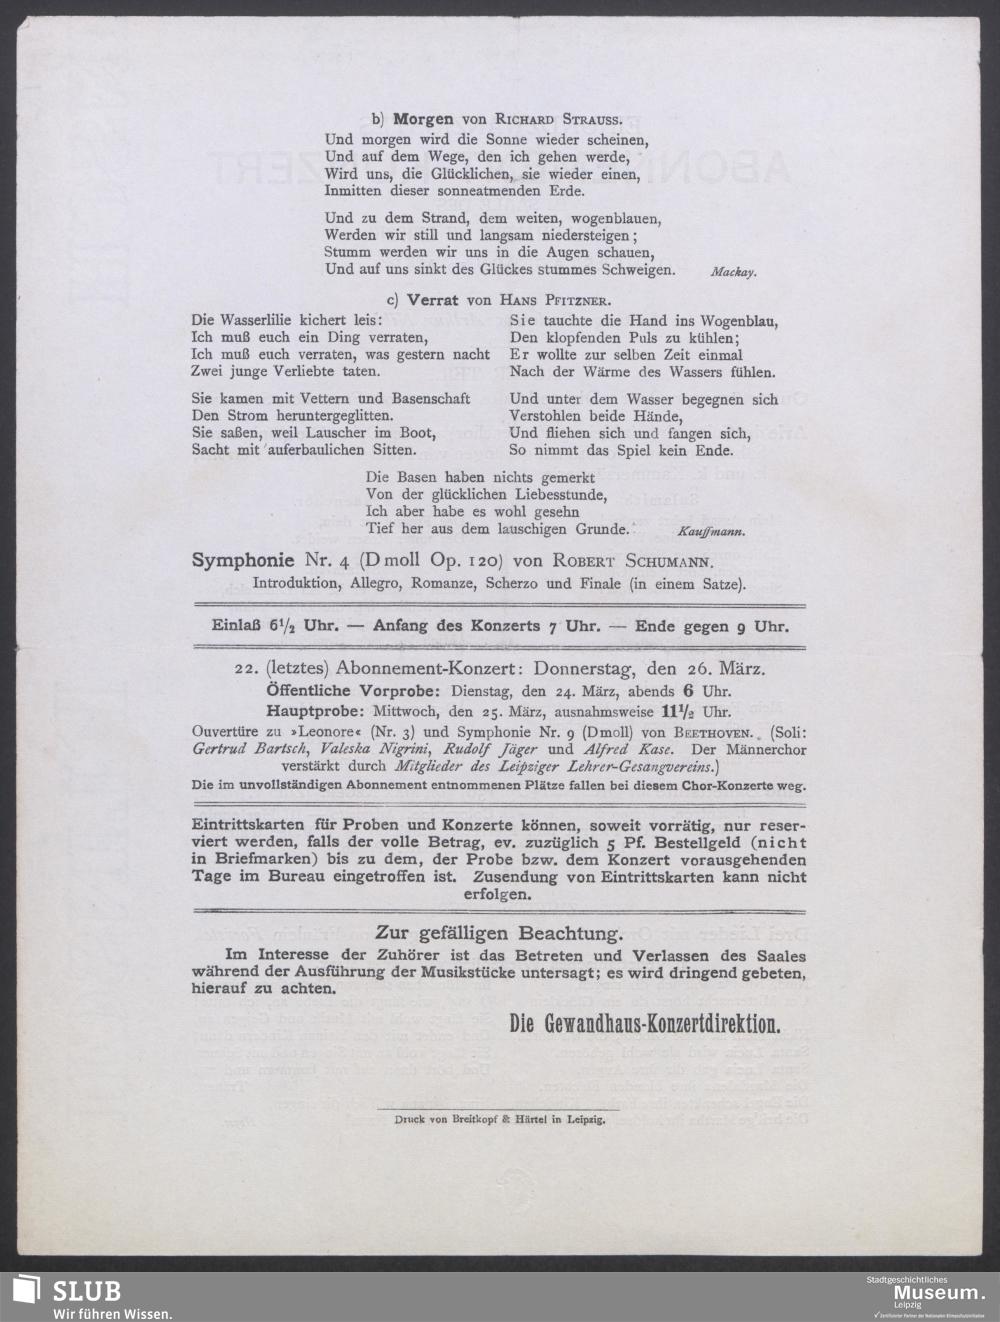 b) Morgen von Richard Strauss.
Und morgen wird die Sonne wieder scheinen,
Und auf dem Wege, den ich gehen werde,
Wird uns, die Glücklichen, sie wieder einen,
Inmitten dieser sonneatmenden Erde.
Und zu dem Strand, dem weiten, wogenblauen,
Werden wir still und langsam niedersteigen;
Stumm werden wir uns in die Augen schauen,
Und auf uns sinkt des Glückes stummes Schweigen. Mackay.
c) Verrat von Hans Pfitzner.
Die Wasserlilie kichert leis:
Ich muß euch ein Ding verraten,
Ich muß euch verraten, was gestern nacht
Zwei junge Verliebte taten.
Sie kamen mit Vettern und Basenschaft
Den Strom heruntergeglitten.
Sie saßen, weil Lauscher im Boot,
Sacht mit auferbaulichen Sitten.
Sie tauchte die Hand ins Wogenblau,
Den klopfenden Puls zu kühlen;
Er wollte zur selben Zeit einmal
Nach der Wärme des Wassers fühlen.
Und unter dem Wasser begegnen sich
Verstohlen beide Hände,
Und fliehen sich und fangen sich,
So nimmt das Spiel kein Ende.
Die Basen haben nichts gemerkt
Von der glücklichen Liebesstunde,
Ich aber habe es wohl gesehn
Tief her aus dem lauschigen Grunde. Kauffmann.
Symphonie Nr. 4 (Dmoll Op. 120) von Robert Schumann.
Introduktion, Allegro, Romanze, Scherzo und Finale (in einem Satze).
Einlaß 6½ Uhr. — Anfang des Konzerts 7 Uhr. — Ende gegen 9 Uhr.
22. (letztes) Abonnement-Konzert: Donnerstag, den 26. März.
Öffentliche Vorprobe: Dienstag, den 24. März, abends 6 Uhr.
Hauptprobe: Mittwoch, den 25. März, ausnahmsweise 11½ Uhr.
Ouvertüre zu »Leonore« (Nr. 3) und Symphonie Nr. 9 (Dmoll) von Beethoven. (Soli:
Gertrud Bartsch, Valeska Nigrini, Rudolf Jäger und Alfred Kase. Der Männerchor
verstärkt durch Mitglieder des Leipziger Lehrer-Gesangvereins.)
Die im unvollständigen Abonnement entnommenen Plätze fallen bei diesem Chor-Konzerte weg.
Eintrittskarten für Proben und Konzerte können, soweit vorrätig, nur reser-
viert werden, falls der volle Betrag, ev. zuzüglich 5 Pf. Bestellgeld (nicht
in Briefmarken) bis zu dem, der Probe bzw. dem Konzert vorausgehenden
Tage im Bureau eingetroffen ist. Zusendung von Eintrittskarten kann nicht
erfolgen.
Zur gefälligen Beachtung.
Im Interesse der Zuhörer ist das Betreten und Verlassen des Saales
während der Ausführung der Musikstücke untersagt; es wird dringend gebeten,
hierauf zu achten.
Die Gewandhaus-Konzertdirektion.
Druck von Breitkopf & Härtel in Leipzig.
SLUB
Wir führen Wissen.
Stadtgeschichtliches
Museum.
Leipzig
Zertifizierter Partner der Nationalen Klimaschutzinitiative